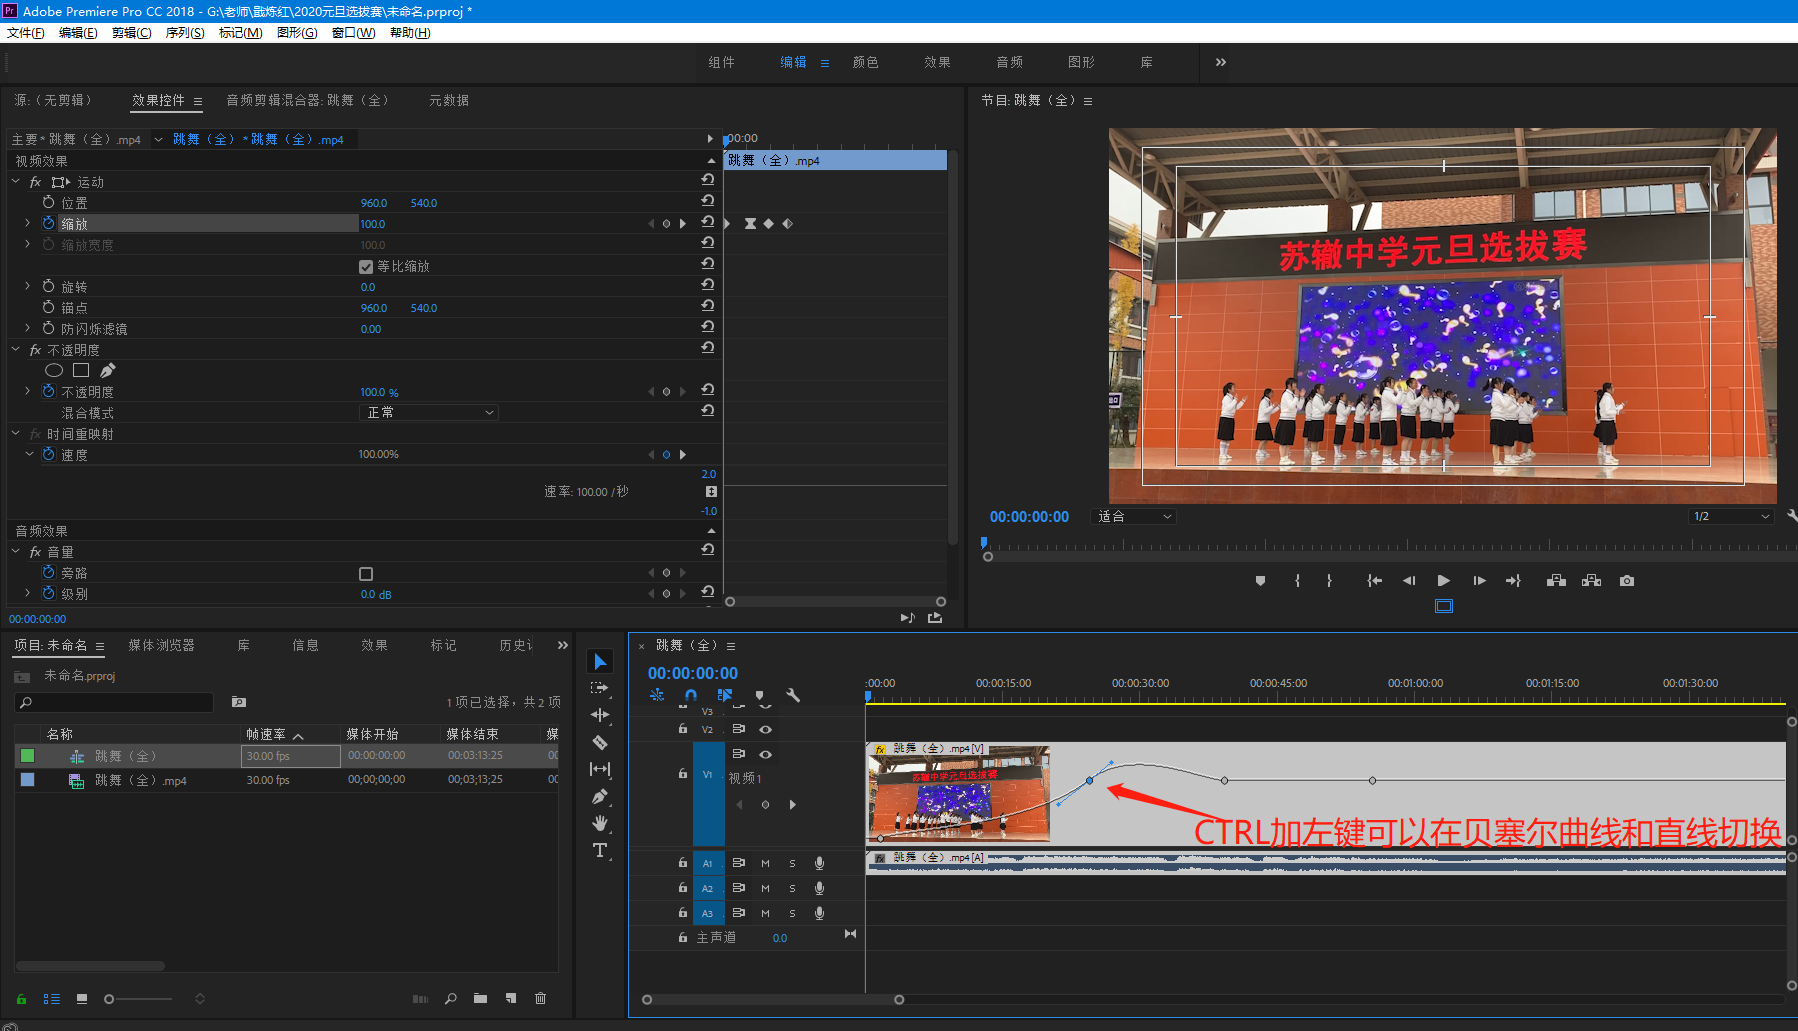 Adobe Premiere Pro CC 2018 - G:\老师\戬炼红\2020元旦选拔赛\未命名.prproj *
文件(F) 编辑(E) 剪辑(C) 序列(S) 标记(M) 图形(G) 窗口(W) 帮助(H)
组件 编辑 颜色 效果 音频 图形 库
源:（无剪辑） 效果控件 音频剪辑混合器: 跳舞（全） 元数据
主要* 跳舞（全）.mp4 跳舞（全）* 跳舞（全）.mp4
:00:00
视频效果
跳舞（全）.mp4
fx 运动
位置 960.0 540.0
缩放 100.0
缩放宽度 100.0
等比缩放
旋转 0.0
锚点 960.0 540.0
防闪烁滤镜 0.00
fx 不透明度
不透明度 100.0 %
混合模式 正常
fx 时间重映射
速度 100.00%
2.0
速率: 100.00 / 秒
-1.0
音频效果
fx 音量
旁路
级别 0.0 dB
00:00:00:00
节目: 跳舞（全）
苏辙中学元旦选拔赛
00:00:00:00 适合 1/2
项目: 未命名 媒体浏览器 库 信息 效果 标记 历史记
未命名.prproj
1 项已选择，共 2 项
名称 帧速率 媒体开始 媒体结束 媒
跳舞（全） 30.00 fps 00:00:00:00 00:03:13:25 00
跳舞（全）.mp4 30.00 fps 00;00;00;00 00;03;13;25 00
T
跳舞（全）
00:00:00:00
:00:00 00:00:15:00 00:00:30:00 00:00:45:00 00:01:00:00 00:01:15:00 00:01:30:00
V3
V2
fx 跳舞（全）.mp4 [V]
V1 视频 1
苏辙中学元旦选拔赛
CTRL加左键可以在贝塞尔曲线和直线切换
A1 M S
fx 跳舞（全）.mp4 [A]
A2 M S
A3 M S
主声道 0.0